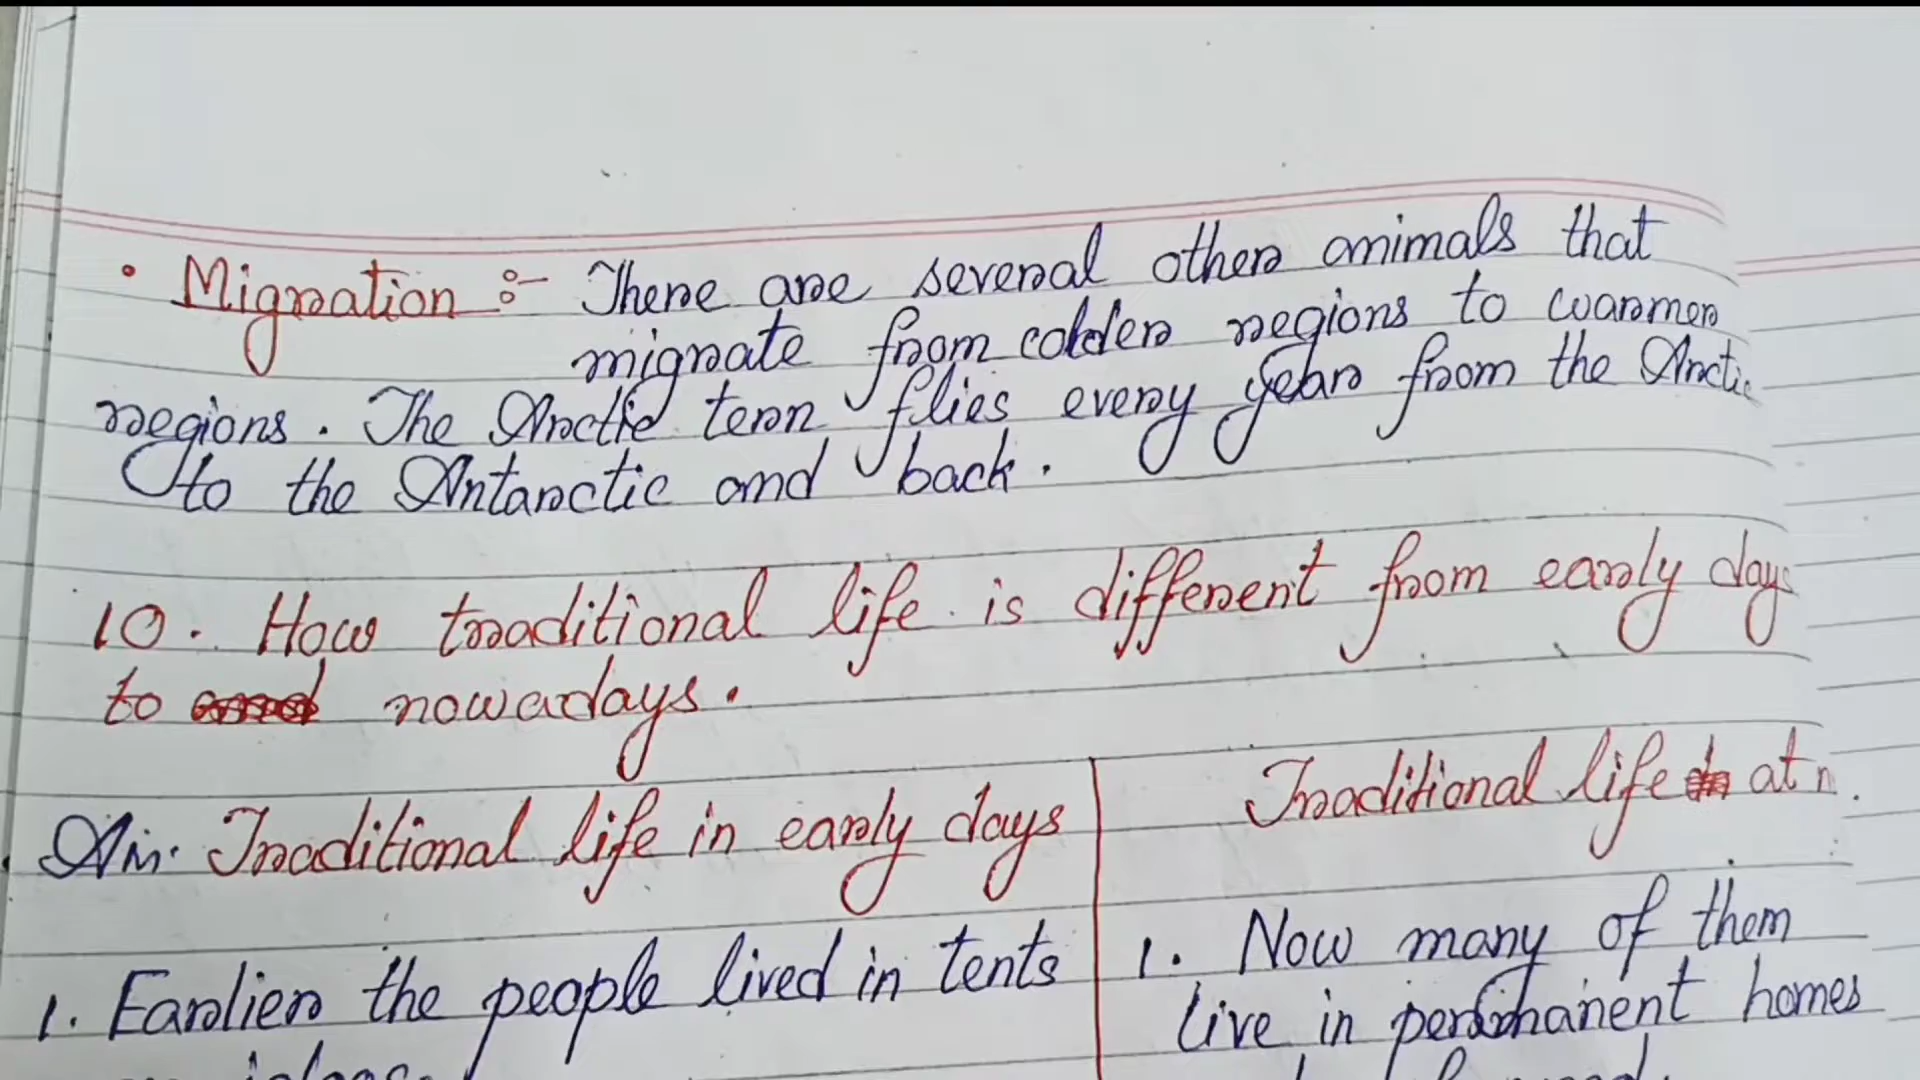 • Migration :- There are several other animals that
migrate from colder regions to warmer
regions. The Arctic tern flies every year from the Arctic
to the Antarctic and back.
10. How traditional life is different from early days
to nowadays.
Ans. Traditional life in early days
Traditional life at n.
1. Earlier the people lived in tents
1. Now many of them
live in permanent homes